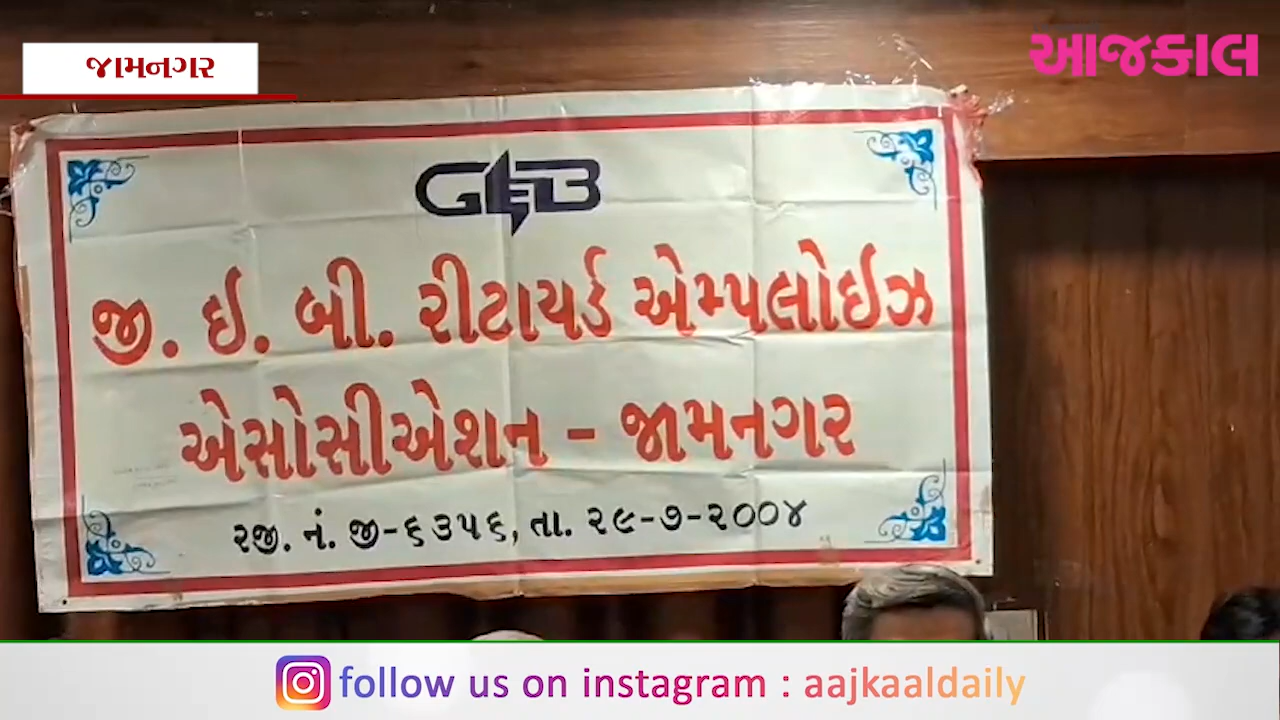 જામનગર
આજકાલ
GEB
જી. ઈ. બી. રીટાયર્ડ એમ્પલોઈઝ
એસોસીએશન - જામનગર
રજી. નં. જી-૬૩૫૬, તા. ૨૯-૭-૨૦૦૪
follow us on instagram : aajkaaldaily